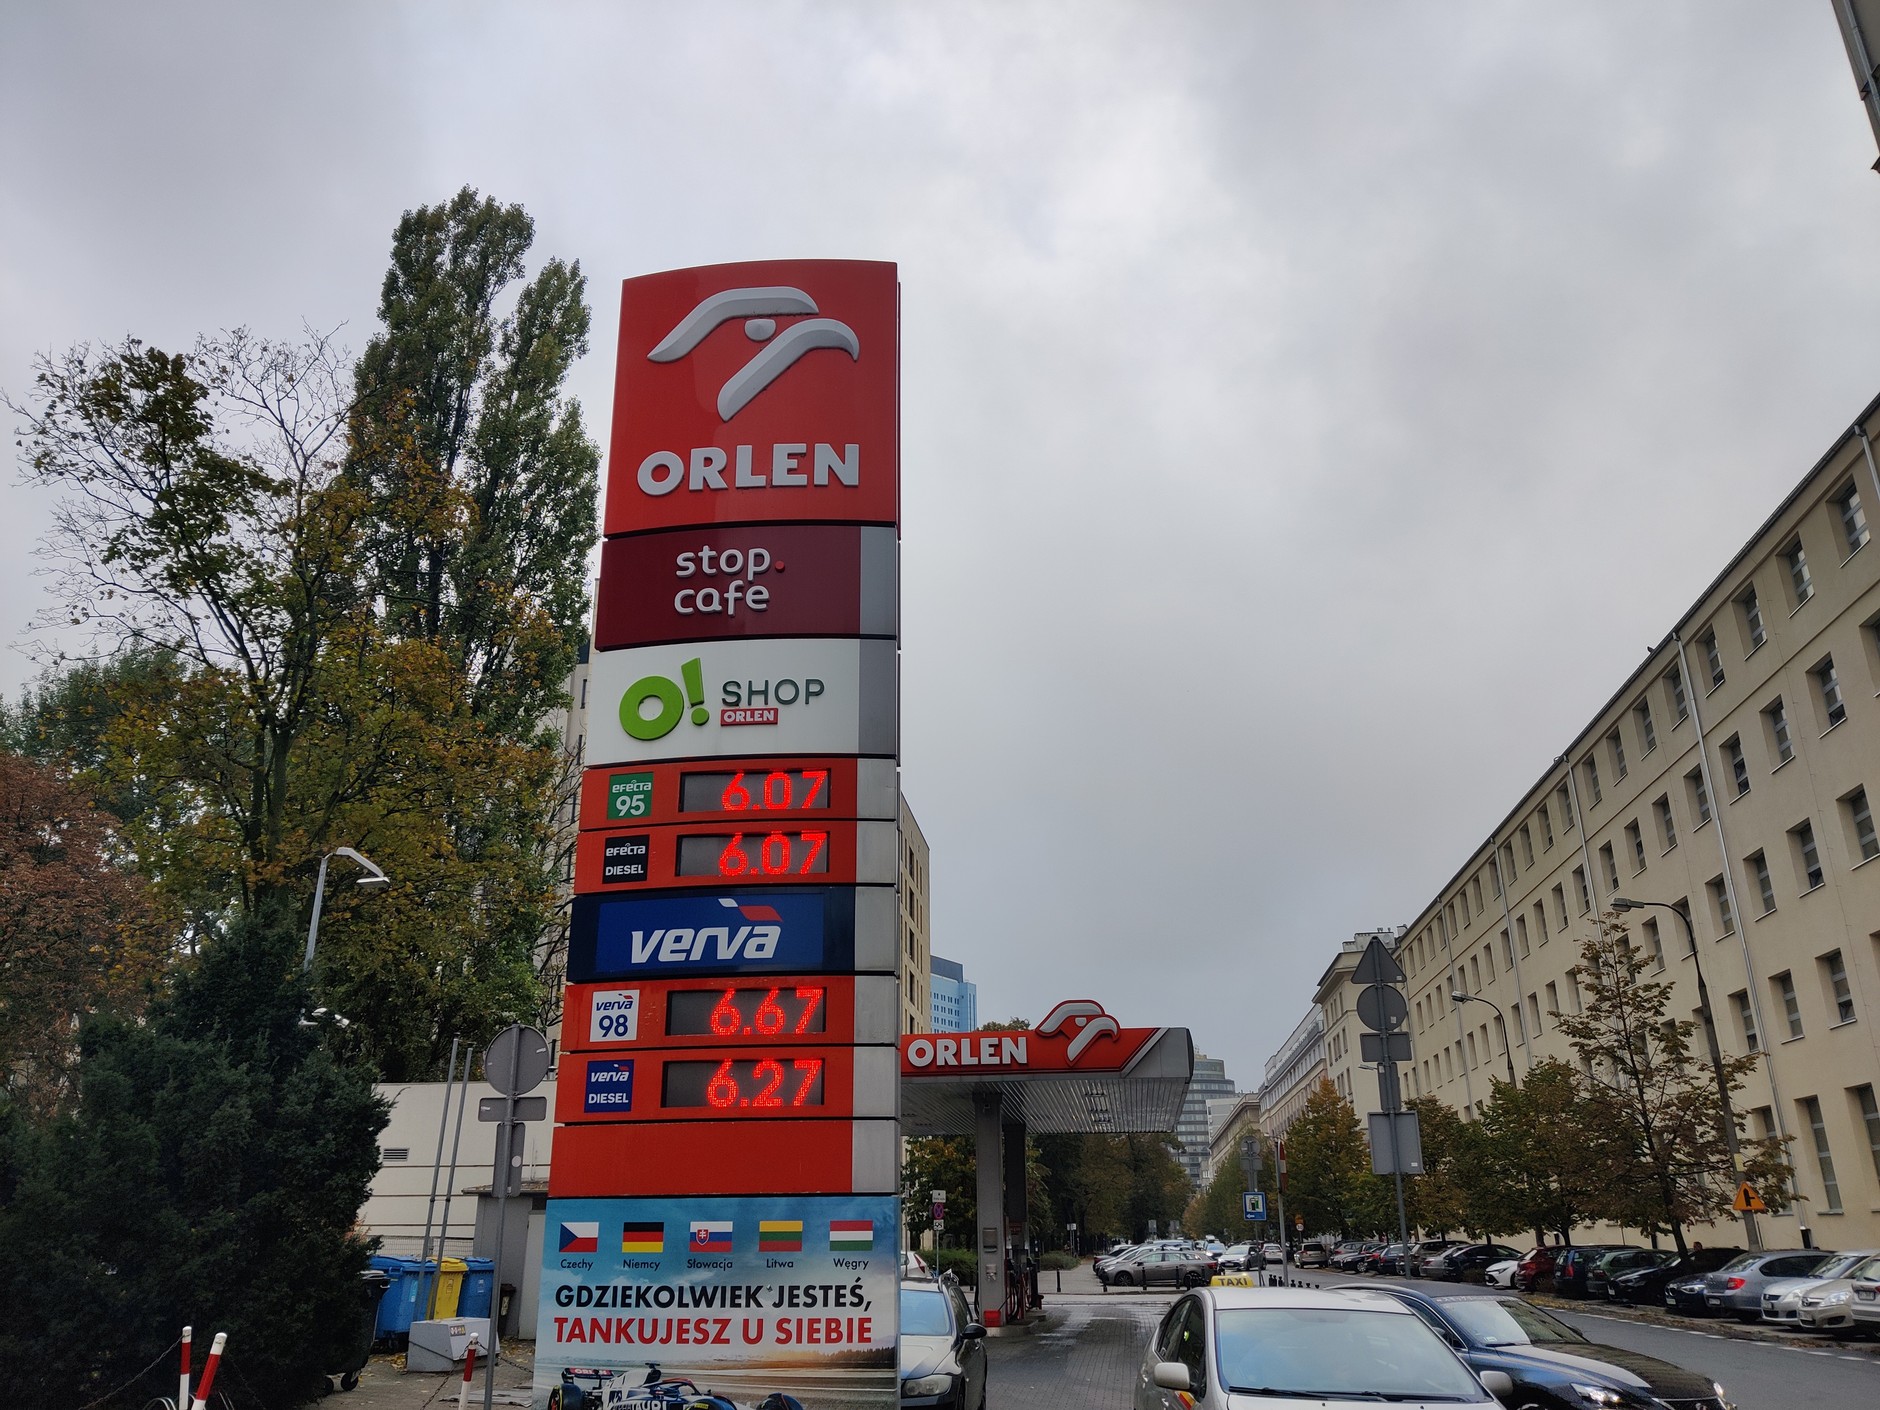 ORLEN
stop.
cafe
O! SHOP
ORLEN
EFECTA
95
6.07
EFECTA
DIESEL
6.07
verva
verva
98
6.67
verva
DIESEL
6.27
Czechy Niemcy Słowacja Litwa Węgry
GDZIEKOLWIEK JESTEŚ,
TANKUJESZ U SIEBIE
ORLEN
ORLEN
TAXI